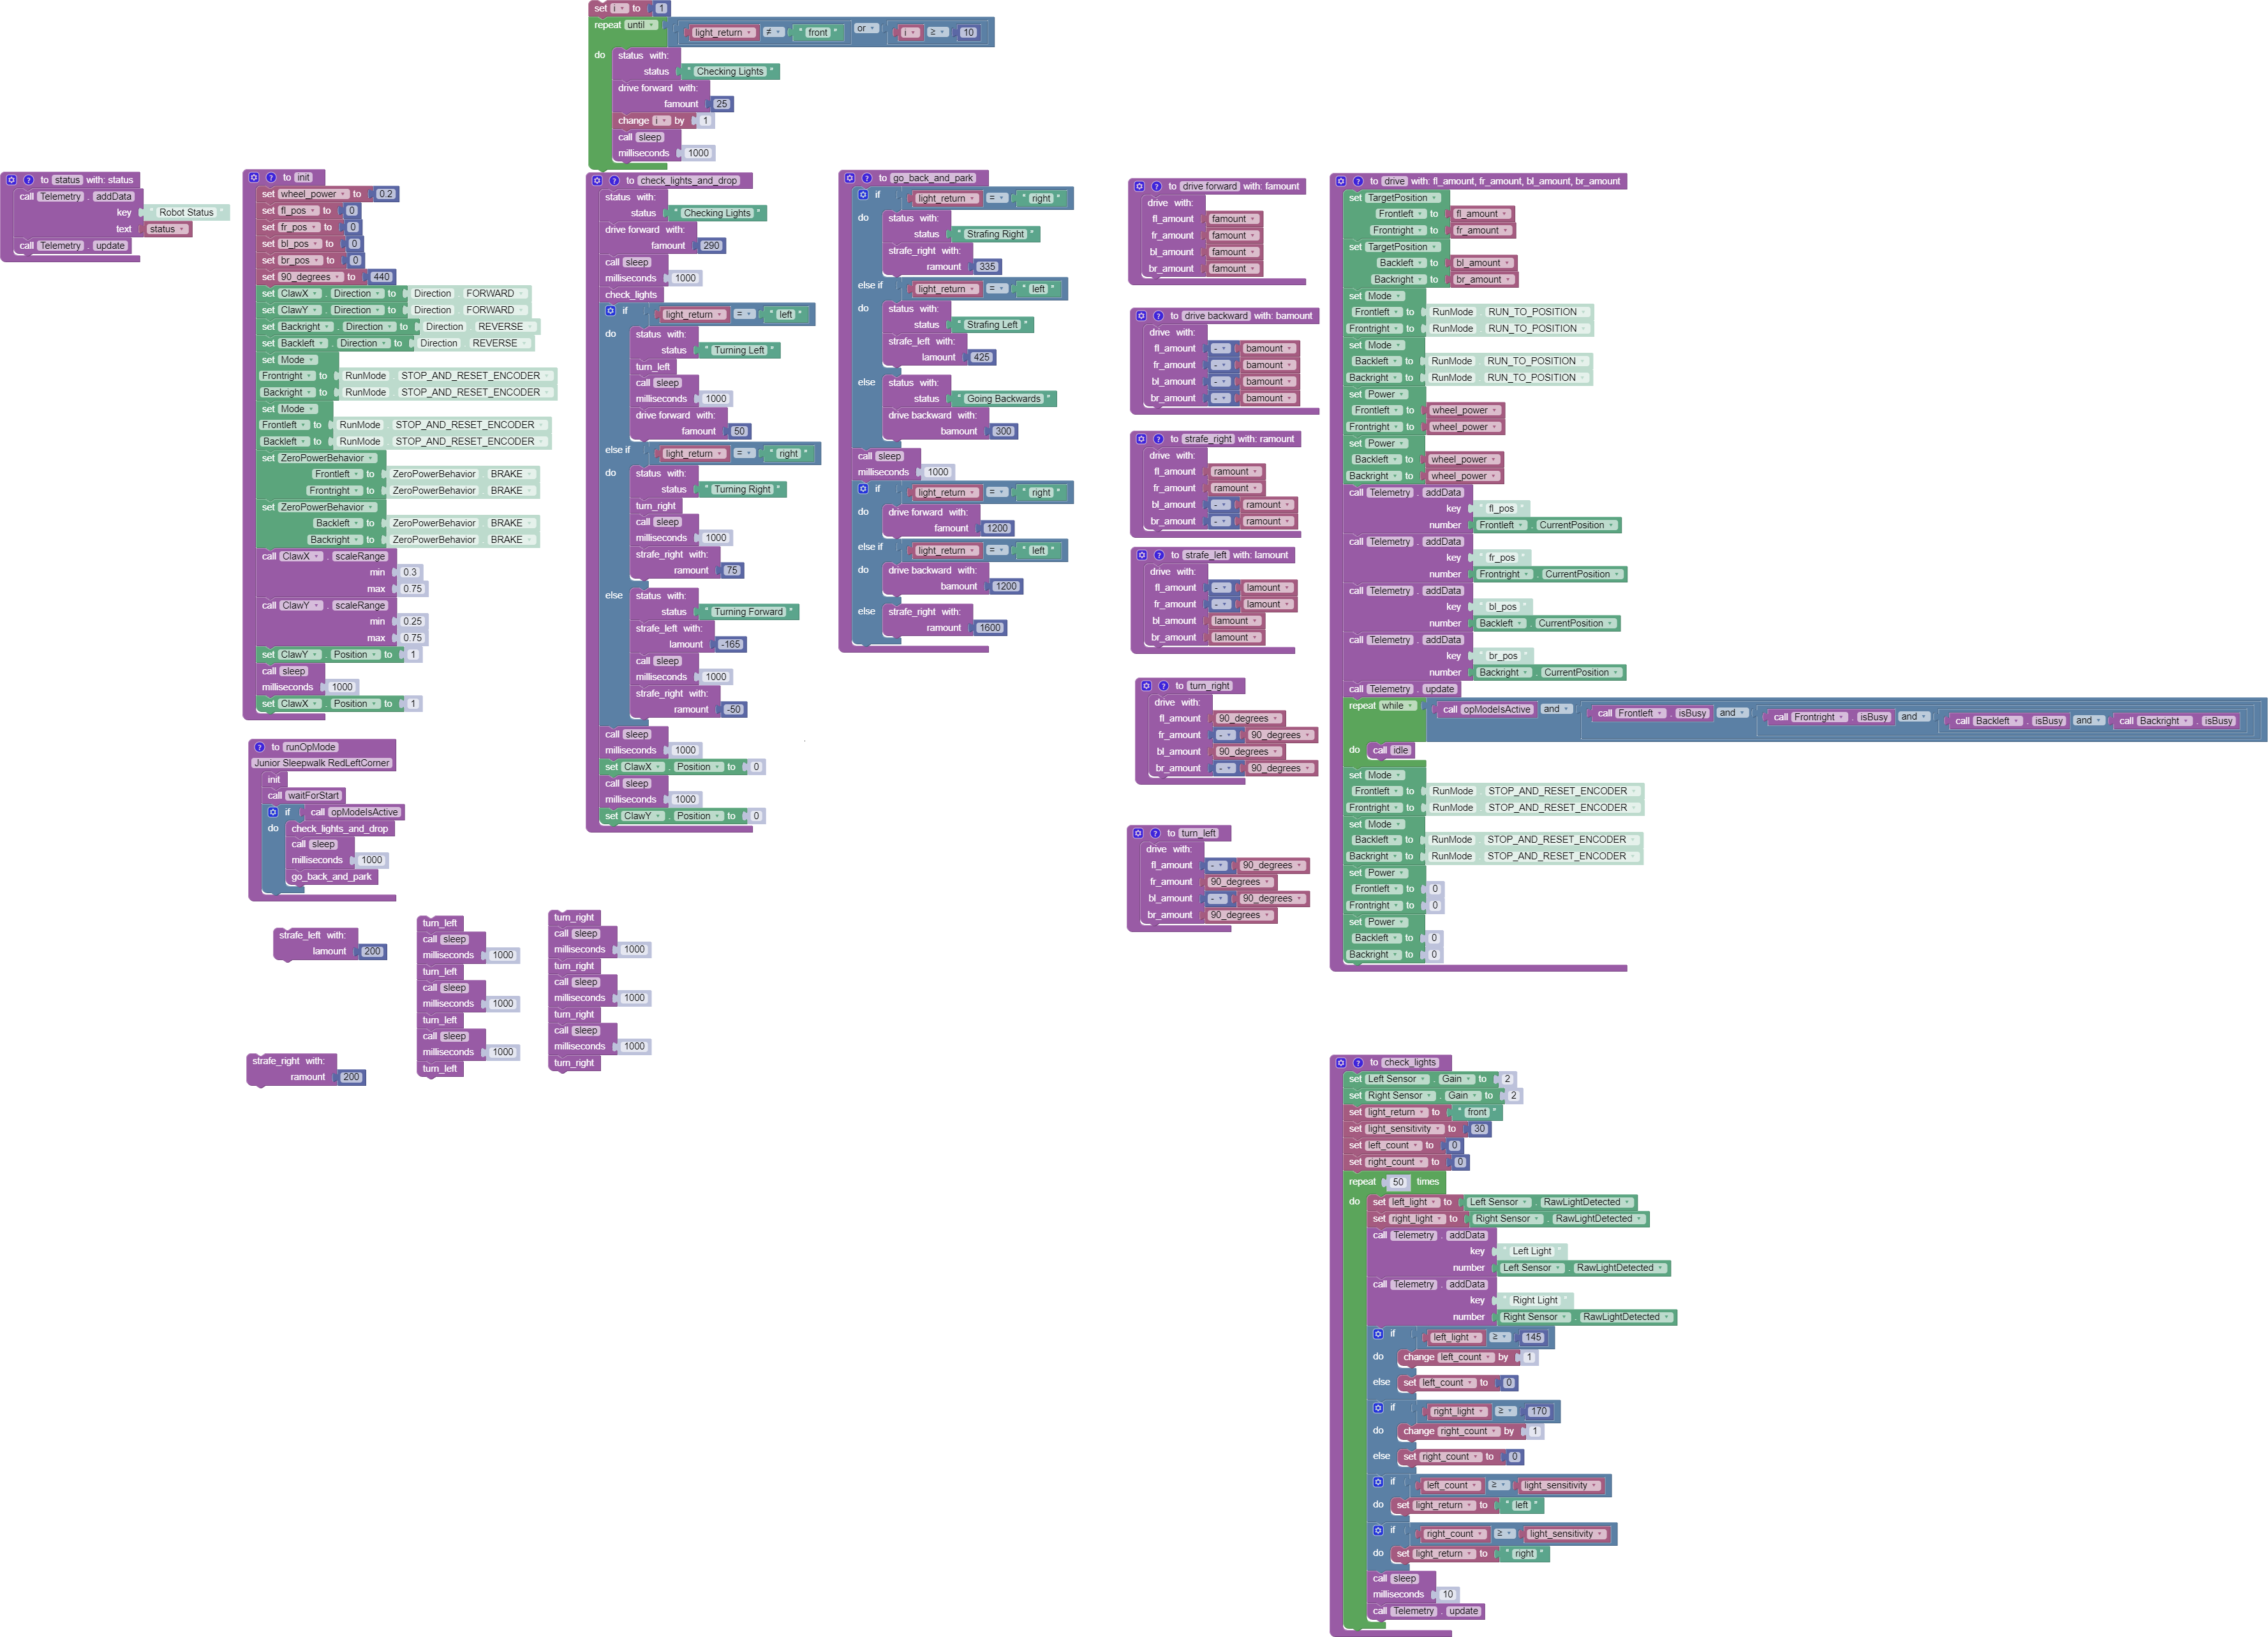 set i to 1
repeat until light_return ≠ " front " or i ≥ 10
do status with:
status " Checking Lights "
drive forward with:
famount 25
change i by 1
call sleep
milliseconds 1000
to status with: status
call Telemetry . addData
key " Robot Status "
text status
call Telemetry . update
to init
set wheel_power to 0.2
set fl_pos to 0
set fr_pos to 0
set bl_pos to 0
set br_pos to 0
set 90_degrees to 440
set ClawX . Direction to Direction . FORWARD
set ClawY . Direction to Direction . FORWARD
set Backright . Direction to Direction . REVERSE
set Backleft . Direction to Direction . REVERSE
set Mode
Frontright to RunMode . STOP_AND_RESET_ENCODER
Backright to RunMode . STOP_AND_RESET_ENCODER
set Mode
Frontleft to RunMode . STOP_AND_RESET_ENCODER
Backleft to RunMode . STOP_AND_RESET_ENCODER
set ZeroPowerBehavior
Frontleft to ZeroPowerBehavior . BRAKE
Frontright to ZeroPowerBehavior . BRAKE
set ZeroPowerBehavior
Backleft to ZeroPowerBehavior . BRAKE
Backright to ZeroPowerBehavior . BRAKE
call ClawX . scaleRange
min 0.3
max 0.75
call ClawY . scaleRange
min 0.25
max 0.75
set ClawY . Position to 1
call sleep
milliseconds 1000
set ClawX . Position to 1
to runOpMode
Junior Sleepwalk RedLeftCorner
init
call waitForStart
if call opModeIsActive
do check_lights_and_drop
call sleep
milliseconds 1000
go_back_and_park
strafe_left with:
lamount 200
strafe_right with:
ramount 200
turn_left
call sleep
milliseconds 1000
turn_left
call sleep
milliseconds 1000
turn_left
call sleep
milliseconds 1000
turn_left
turn_right
call sleep
milliseconds 1000
turn_right
call sleep
milliseconds 1000
turn_right
call sleep
milliseconds 1000
turn_right
to check_lights_and_drop
status with:
status " Checking Lights "
drive forward with:
famount 290
call sleep
milliseconds 1000
check_lights
if light_return = " left "
do status with:
status " Turning Left "
turn_left
call sleep
milliseconds 1000
drive forward with:
famount 50
else if light_return = " right "
do status with:
status " Turning Right "
turn_right
call sleep
milliseconds 1000
strafe_right with:
ramount 75
else status with:
status " Turning Forward "
strafe_left with:
lamount -165
call sleep
milliseconds 1000
strafe_right with:
ramount -50
call sleep
milliseconds 1000
set ClawX . Position to 0
call sleep
milliseconds 1000
set ClawY . Position to 0
to go_back_and_park
if light_return = " right "
do status with:
status " Strafing Right "
strafe_right with:
ramount 335
else if light_return = " left "
do status with:
status " Strafing Left "
strafe_left with:
lamount 425
else status with:
status " Going Backwards "
drive backward with:
bamount 300
call sleep
milliseconds 1000
if light_return = " right "
do drive forward with:
famount 1200
else if light_return = " left "
do drive backward with:
bamount 1200
else strafe_right with:
ramount 1600
to drive forward with: famount
drive with:
fl_amount famount
fr_amount famount
bl_amount famount
br_amount famount
to drive backward with: bamount
drive with:
fl_amount - bamount
fr_amount - bamount
bl_amount - bamount
br_amount - bamount
to strafe_right with: ramount
drive with:
fl_amount ramount
fr_amount ramount
bl_amount - ramount
br_amount - ramount
to strafe_left with: lamount
drive with:
fl_amount - lamount
fr_amount - lamount
bl_amount lamount
br_amount lamount
to turn_right
drive with:
fl_amount 90_degrees
fr_amount - 90_degrees
bl_amount 90_degrees
br_amount - 90_degrees
to turn_left
drive with:
fl_amount - 90_degrees
fr_amount 90_degrees
bl_amount - 90_degrees
br_amount 90_degrees
to drive with: fl_amount, fr_amount, bl_amount, br_amount
set TargetPosition
Frontleft to fl_amount
Frontright to fr_amount
set TargetPosition
Backleft to bl_amount
Backright to br_amount
set Mode
Frontleft to RunMode . RUN_TO_POSITION
Frontright to RunMode . RUN_TO_POSITION
set Mode
Backleft to RunMode . RUN_TO_POSITION
Backright to RunMode . RUN_TO_POSITION
set Power
Frontleft to wheel_power
Frontright to wheel_power
set Power
Backleft to wheel_power
Backright to wheel_power
call Telemetry . addData
key " fl_pos "
number Frontleft . CurrentPosition
call Telemetry . addData
key " fr_pos "
number Frontright . CurrentPosition
call Telemetry . addData
key " bl_pos "
number Backleft . CurrentPosition
call Telemetry . addData
key " br_pos "
number Backright . CurrentPosition
call Telemetry . update
repeat while call opModeIsActive and call Frontleft . isBusy and call Frontright . isBusy and call Backleft . isBusy and call Backright . isBusy
do call idle
set Mode
Frontleft to RunMode . STOP_AND_RESET_ENCODER
Frontright to RunMode . STOP_AND_RESET_ENCODER
set Mode
Backleft to RunMode . STOP_AND_RESET_ENCODER
Backright to RunMode . STOP_AND_RESET_ENCODER
set Power
Frontleft to 0
Frontright to 0
set Power
Backleft to 0
Backright to 0
to check_lights
set Left Sensor . Gain to 2
set Right Sensor . Gain to 2
set light_return to " front "
set light_sensitivity to 30
set left_count to 0
set right_count to 0
repeat 50 times
do set left_light to Left Sensor . RawLightDetected
set right_light to Right Sensor . RawLightDetected
call Telemetry . addData
key " Left Light "
number Left Sensor . RawLightDetected
call Telemetry . addData
key " Right Light "
number Right Sensor . RawLightDetected
if left_light ≥ 145
do change left_count by 1
else set left_count to 0
if right_light ≥ 170
do change right_count by 1
else set right_count to 0
if left_count ≥ light_sensitivity
do set light_return to " left "
if right_count ≥ light_sensitivity
do set light_return to " right "
call sleep
milliseconds 10
call Telemetry . update